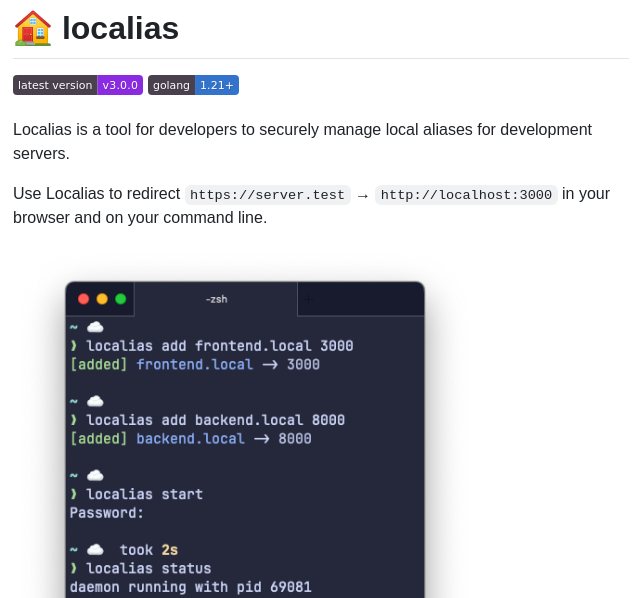 localias
latest version v3.0.0 golang 1.21+
Localias is a tool for developers to securely manage local aliases for development
servers.
Use Localias to redirect https://server.test → http://localhost:3000 in your
browser and on your command line.
-zsh +
~ ☁️
❯ localias add frontend.local 3000
[added] frontend.local -> 3000
~ ☁️
❯ localias add backend.local 8000
[added] backend.local -> 8000
~ ☁️
❯ localias start
Password:
~ ☁️ took 2s
❯ localias status
daemon running with pid 69081